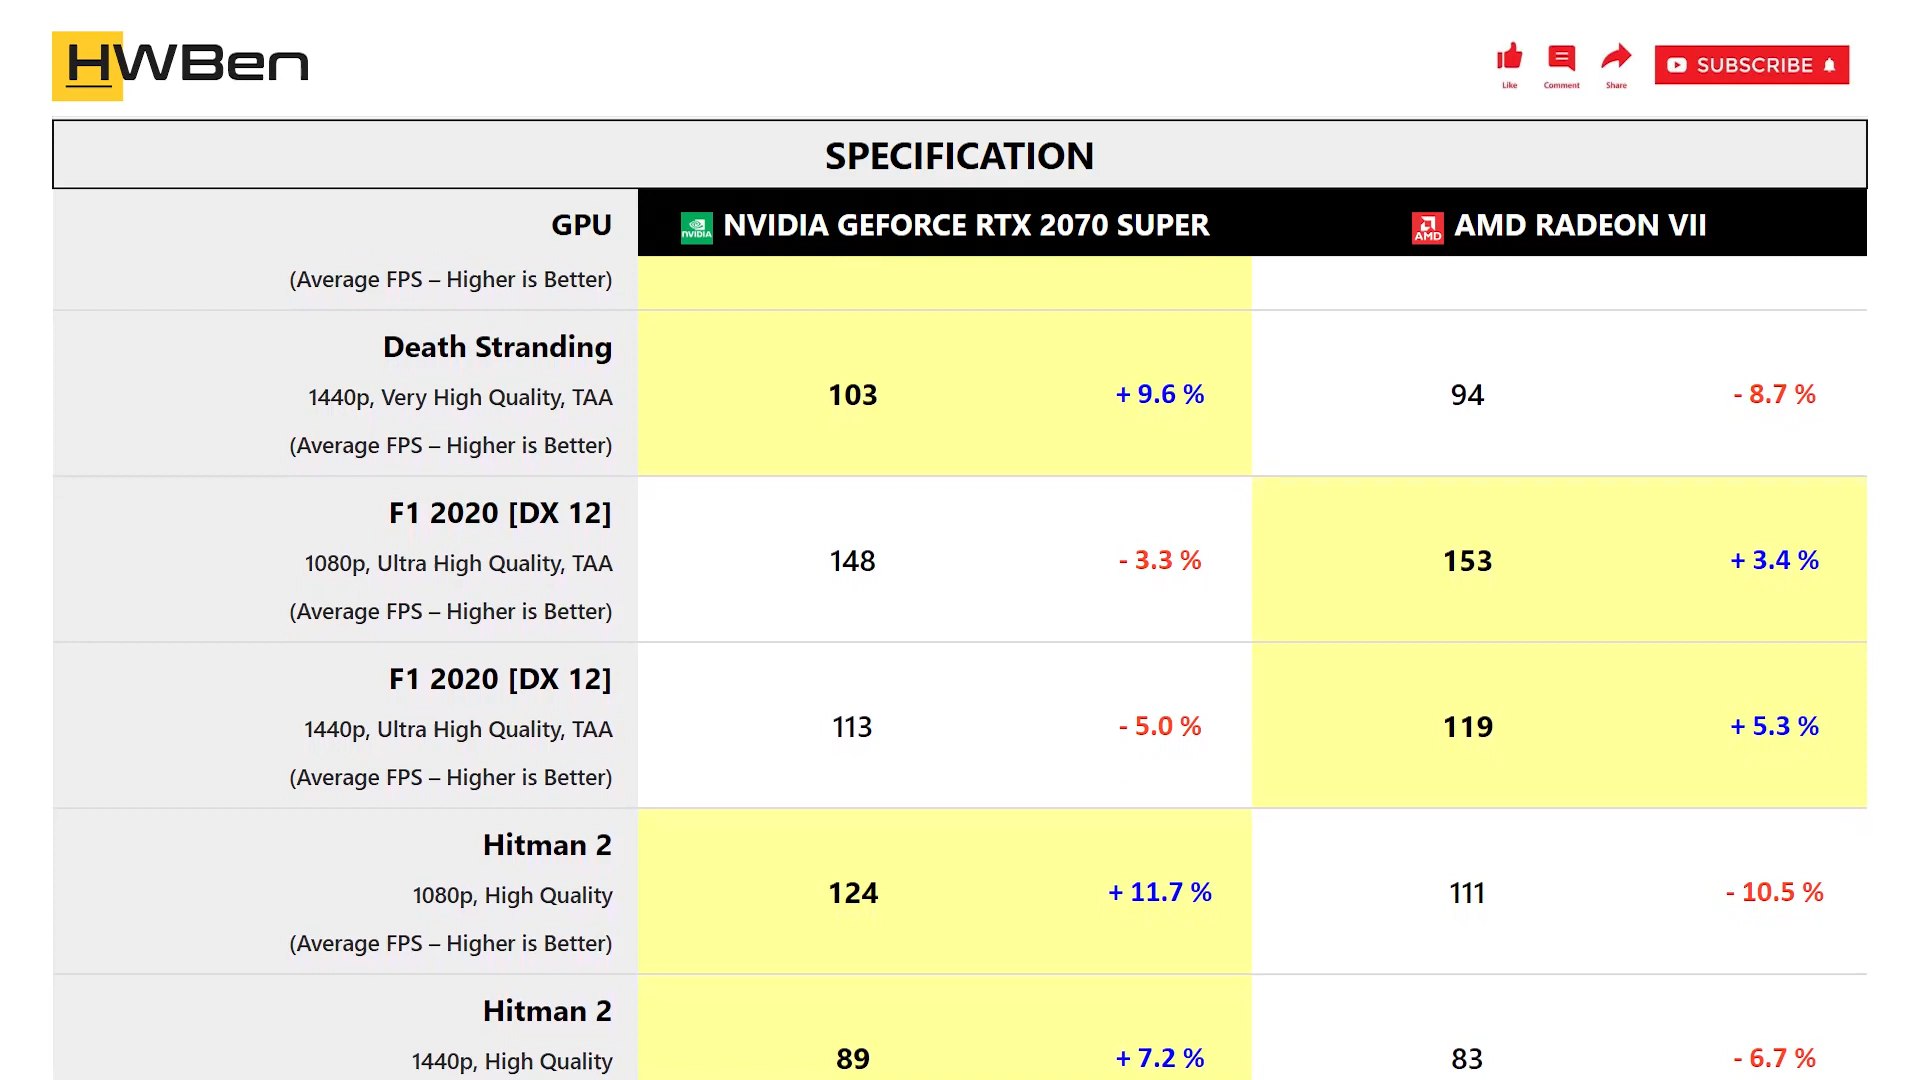 HWBen
Like
Comment
Share
SUBSCRIBE
SPECIFICATION
GPU
NVIDIA NVIDIA GEFORCE RTX 2070 SUPER
AMD AMD RADEON VII
(Average FPS – Higher is Better)
Death Stranding
1440p, Very High Quality, TAA
(Average FPS – Higher is Better)
103 + 9.6 % 94 - 8.7 %
F1 2020 [DX 12]
1080p, Ultra High Quality, TAA
(Average FPS – Higher is Better)
148 - 3.3 % 153 + 3.4 %
F1 2020 [DX 12]
1440p, Ultra High Quality, TAA
(Average FPS – Higher is Better)
113 - 5.0 % 119 + 5.3 %
Hitman 2
1080p, High Quality
(Average FPS – Higher is Better)
124 + 11.7 % 111 - 10.5 %
Hitman 2
1440p, High Quality
89 + 7.2 % 83 - 6.7 %